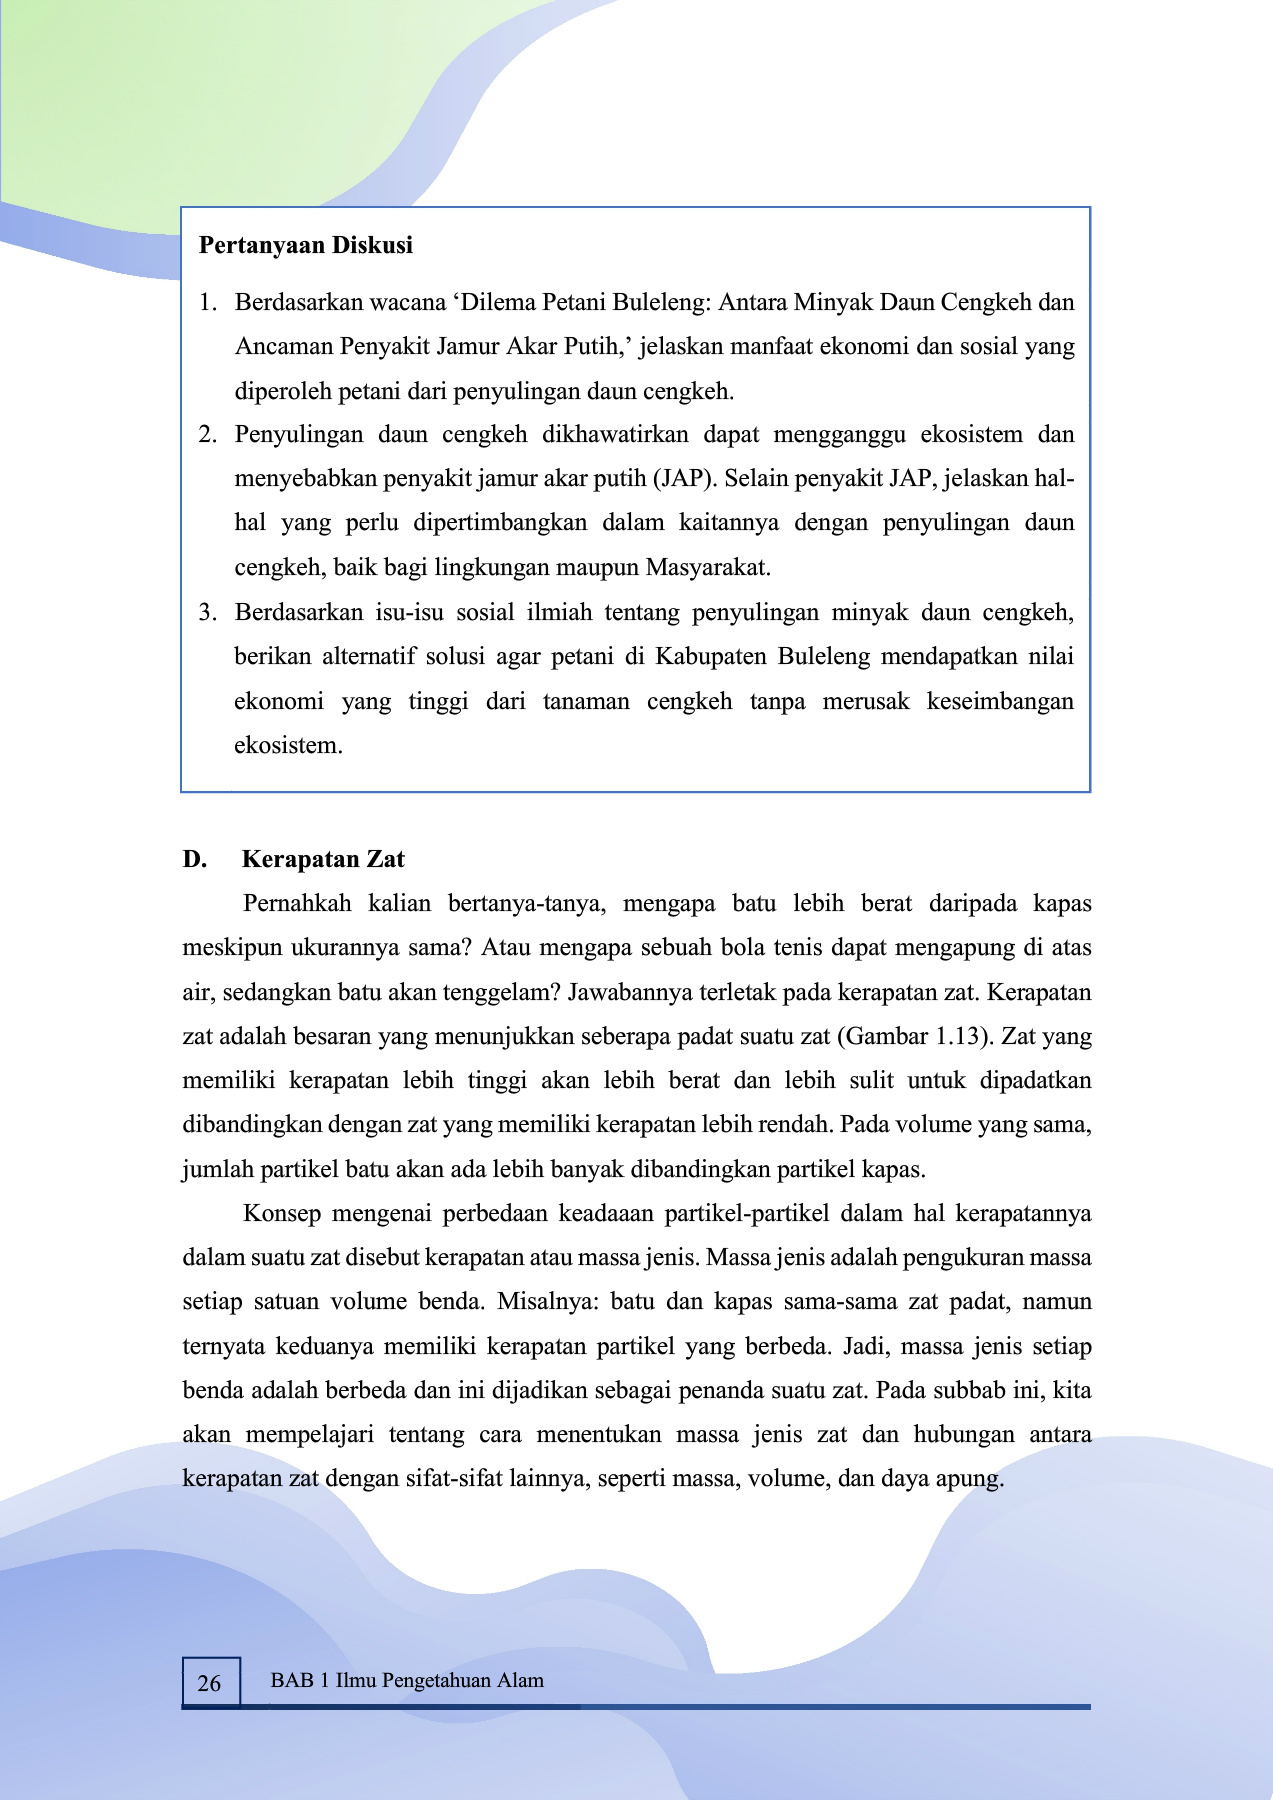 Pertanyaan Diskusi
1. Berdasarkan wacana ‘Dilema Petani Buleleng: Antara Minyak Daun Cengkeh dan
Ancaman Penyakit Jamur Akar Putih,’ jelaskan manfaat ekonomi dan sosial yang
diperoleh petani dari penyulingan daun cengkeh.
2. Penyulingan daun cengkeh dikhawatirkan dapat mengganggu ekosistem dan
menyebabkan penyakit jamur akar putih (JAP). Selain penyakit JAP, jelaskan hal-
hal yang perlu dipertimbangkan dalam kaitannya dengan penyulingan daun
cengkeh, baik bagi lingkungan maupun Masyarakat.
3. Berdasarkan isu-isu sosial ilmiah tentang penyulingan minyak daun cengkeh,
berikan alternatif solusi agar petani di Kabupaten Buleleng mendapatkan nilai
ekonomi yang tinggi dari tanaman cengkeh tanpa merusak keseimbangan
ekosistem.
D. Kerapatan Zat
Pernahkah kalian bertanya-tanya, mengapa batu lebih berat daripada kapas
meskipun ukurannya sama? Atau mengapa sebuah bola tenis dapat mengapung di atas
air, sedangkan batu akan tenggelam? Jawabannya terletak pada kerapatan zat. Kerapatan
zat adalah besaran yang menunjukkan seberapa padat suatu zat (Gambar 1.13). Zat yang
memiliki kerapatan lebih tinggi akan lebih berat dan lebih sulit untuk dipadatkan
dibandingkan dengan zat yang memiliki kerapatan lebih rendah. Pada volume yang sama,
jumlah partikel batu akan ada lebih banyak dibandingkan partikel kapas.
Konsep mengenai perbedaan keadaaan partikel-partikel dalam hal kerapatannya
dalam suatu zat disebut kerapatan atau massa jenis. Massa jenis adalah pengukuran massa
setiap satuan volume benda. Misalnya: batu dan kapas sama-sama zat padat, namun
ternyata keduanya memiliki kerapatan partikel yang berbeda. Jadi, massa jenis setiap
benda adalah berbeda dan ini dijadikan sebagai penanda suatu zat. Pada subbab ini, kita
akan mempelajari tentang cara menentukan massa jenis zat dan hubungan antara
kerapatan zat dengan sifat-sifat lainnya, seperti massa, volume, dan daya apung.
26 BAB 1 Ilmu Pengetahuan Alam